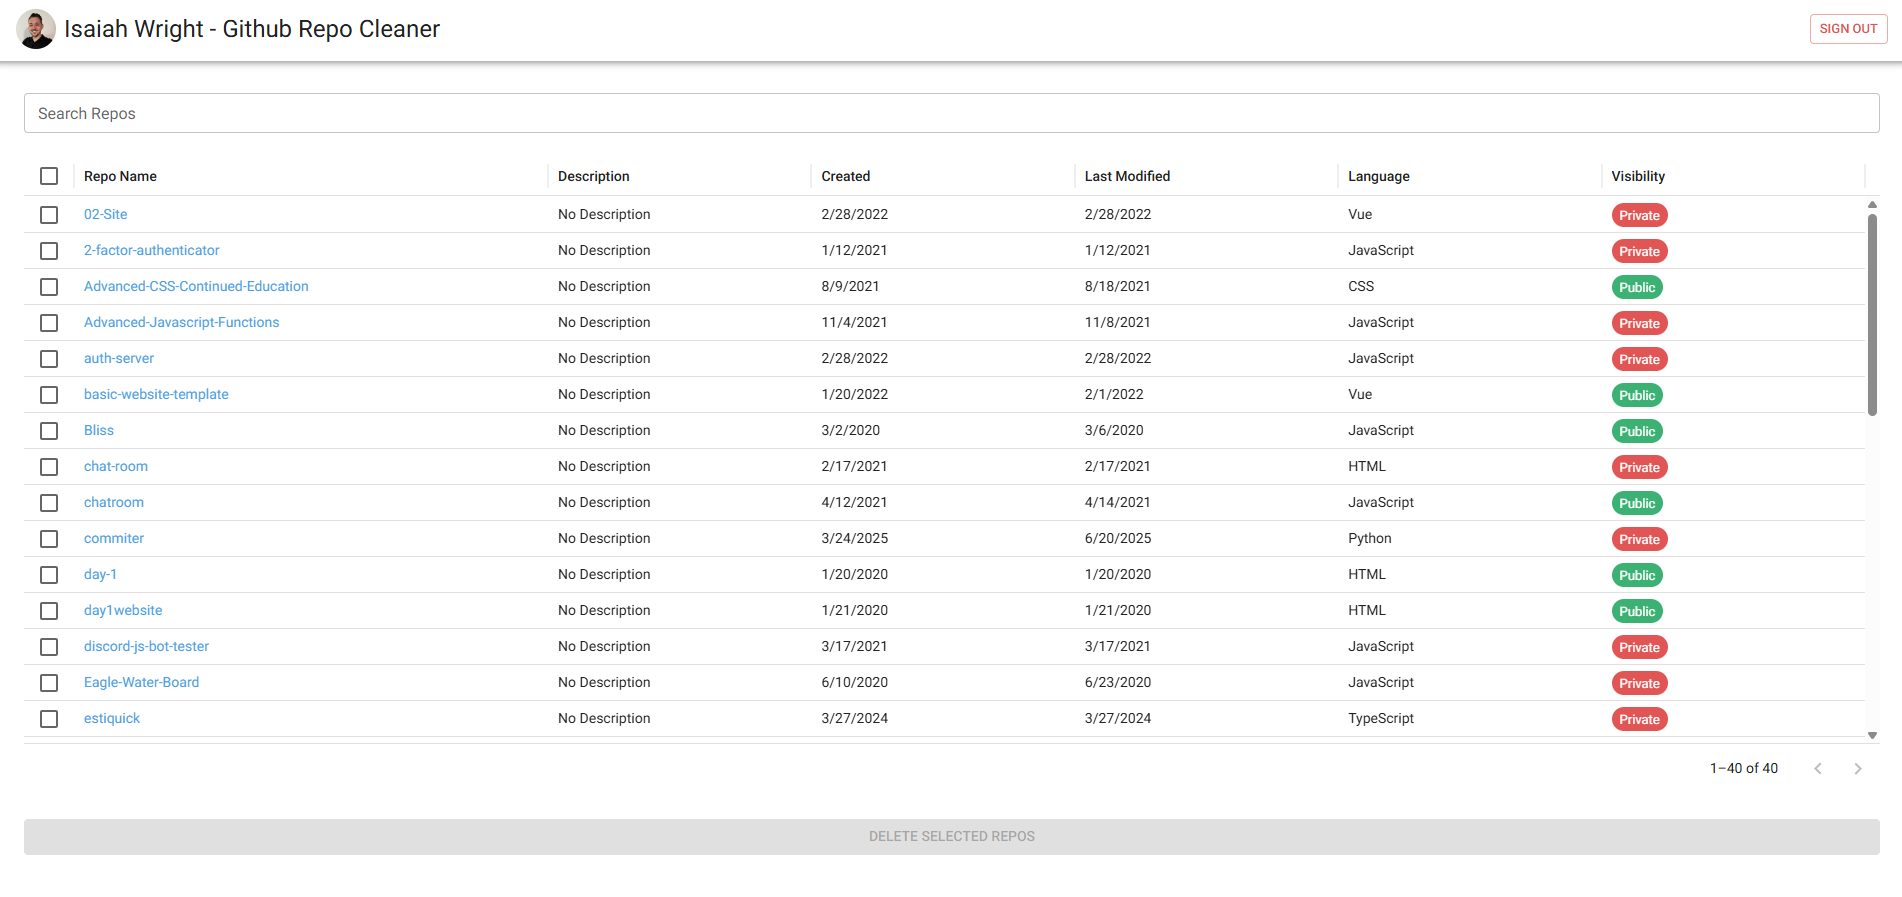 Isaiah Wright - Github Repo Cleaner
SIGN OUT
Search Repos
Repo Name Description Created Last Modified Language Visibility
02-Site No Description 2/28/2022 2/28/2022 Vue Private
2-factor-authenticator No Description 1/12/2021 1/12/2021 JavaScript Private
Advanced-CSS-Continued-Education No Description 8/9/2021 8/18/2021 CSS Public
Advanced-Javascript-Functions No Description 11/4/2021 11/8/2021 JavaScript Private
auth-server No Description 2/28/2022 2/28/2022 JavaScript Private
basic-website-template No Description 1/20/2022 2/1/2022 Vue Public
Bliss No Description 3/2/2020 3/6/2020 JavaScript Public
chat-room No Description 2/17/2021 2/17/2021 HTML Private
chatroom No Description 4/12/2021 4/14/2021 JavaScript Public
commiter No Description 3/24/2025 6/20/2025 Python Private
day-1 No Description 1/20/2020 1/20/2020 HTML Public
day1website No Description 1/21/2020 1/21/2020 HTML Public
discord-js-bot-tester No Description 3/17/2021 3/17/2021 JavaScript Private
Eagle-Water-Board No Description 6/10/2020 6/23/2020 JavaScript Private
estiquick No Description 3/27/2024 3/27/2024 TypeScript Private
1–40 of 40
DELETE SELECTED REPOS